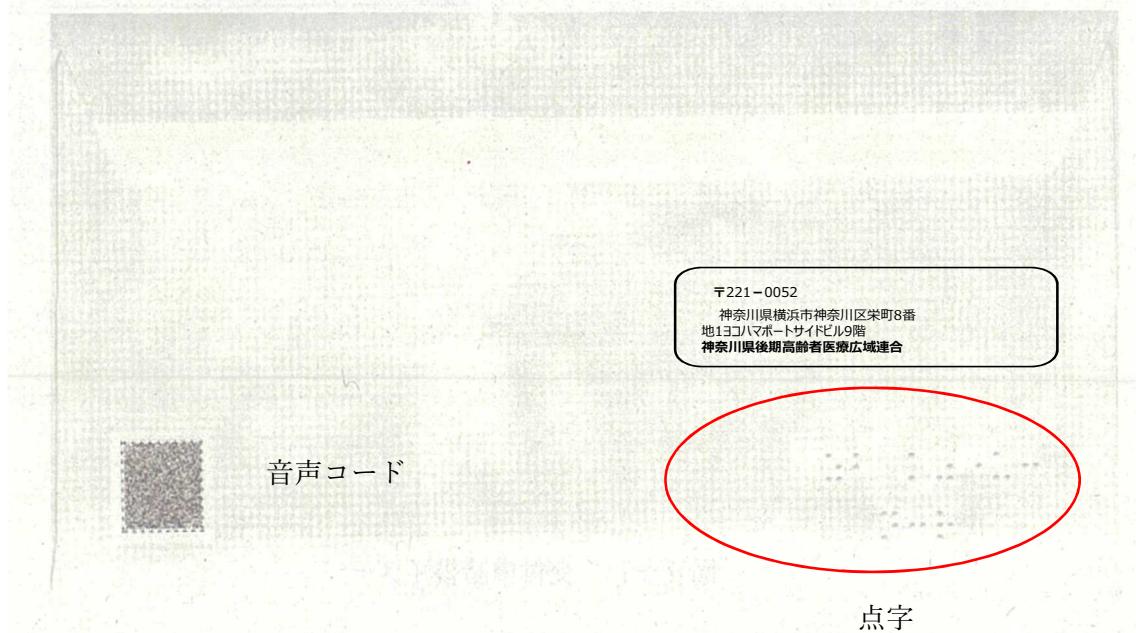 〒221－0052
神奈川県横浜市神奈川区栄町8番
地1ヨコハマポートサイドビル9階
神奈川県後期高齢者医療広域連合
音声コード
点字